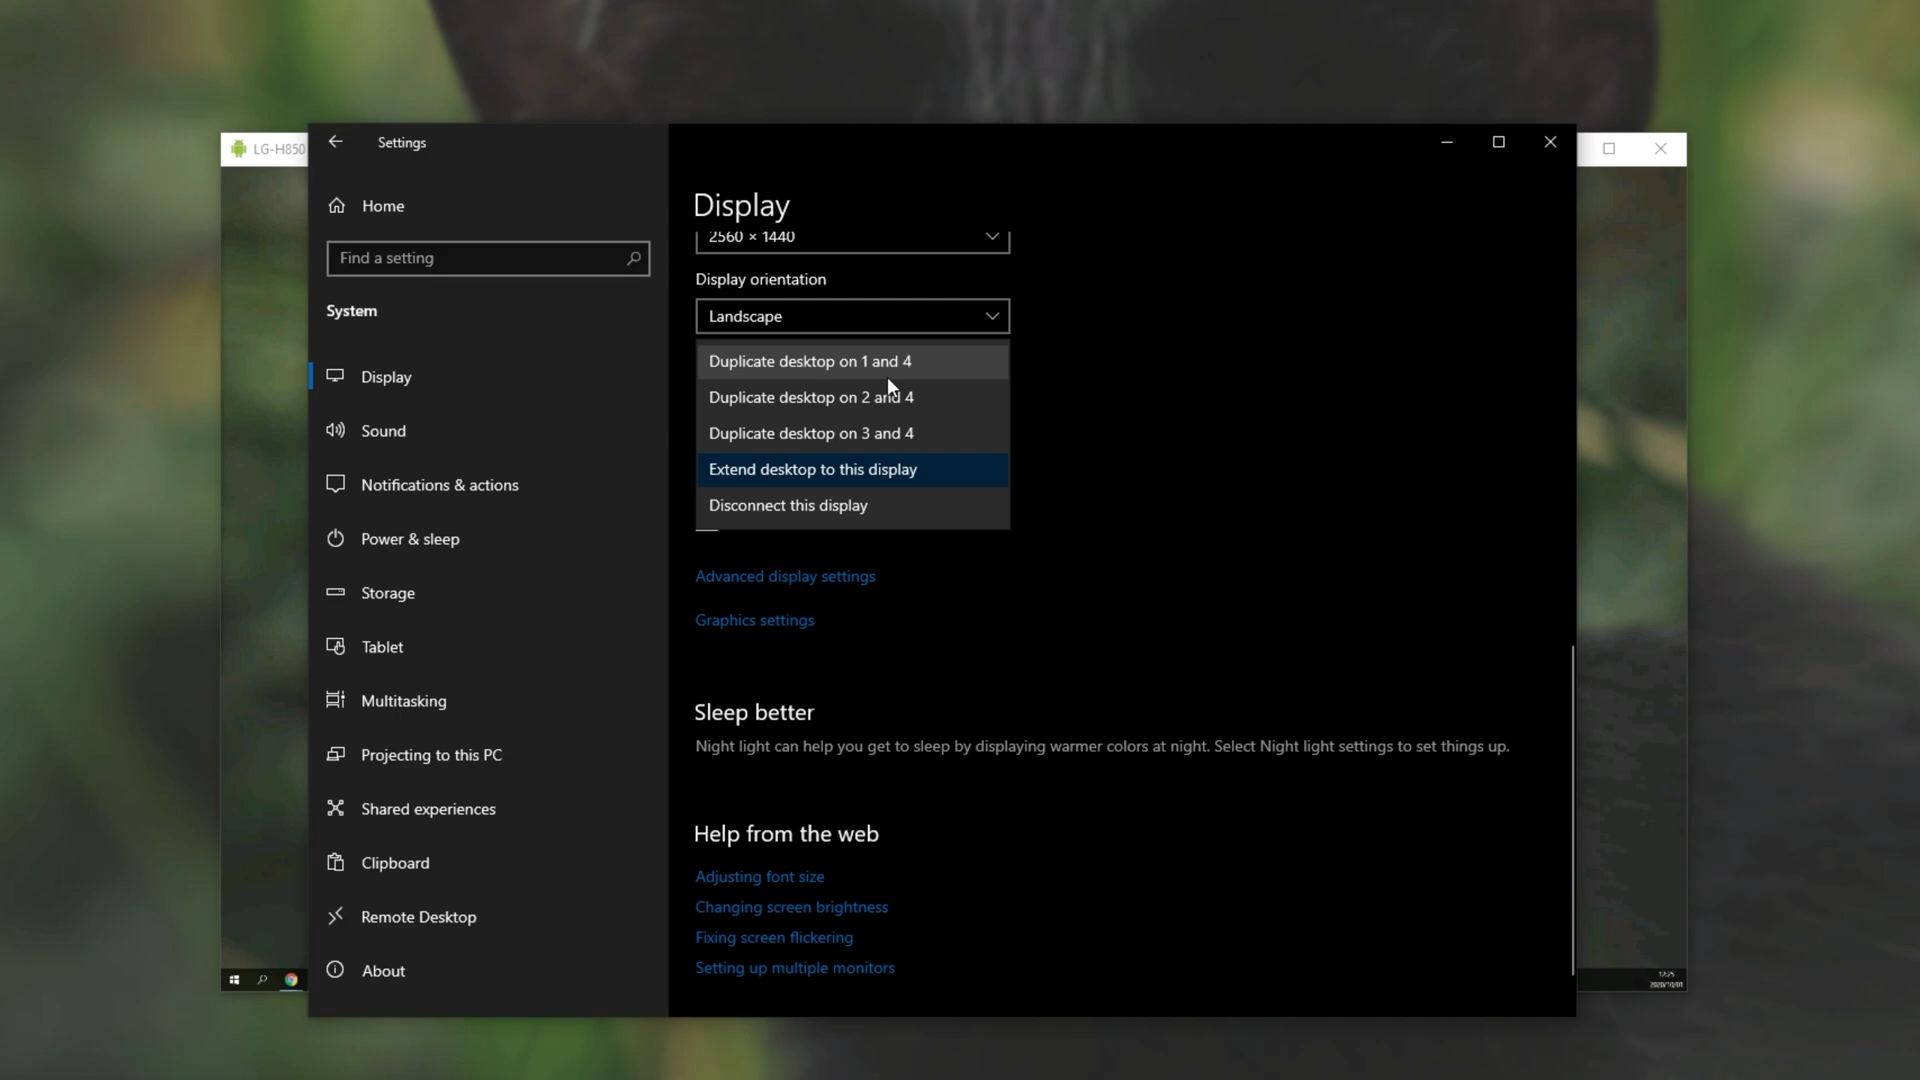 LG-H850
Settings
Home
Find a setting
System
Display
Sound
Notifications & actions
Power & sleep
Storage
Tablet
Multitasking
Projecting to this PC
Shared experiences
Clipboard
Remote Desktop
About
Display
2560 × 1440
Display orientation
Landscape
Duplicate desktop on 1 and 4
Duplicate desktop on 2 and 4
Duplicate desktop on 3 and 4
Extend desktop to this display
Disconnect this display
Advanced display settings
Graphics settings
Sleep better
Night light can help you get to sleep by displaying warmer colors at night. Select Night light settings to set things up.
Help from the web
Adjusting font size
Changing screen brightness
Fixing screen flickering
Setting up multiple monitors
2020/10/01